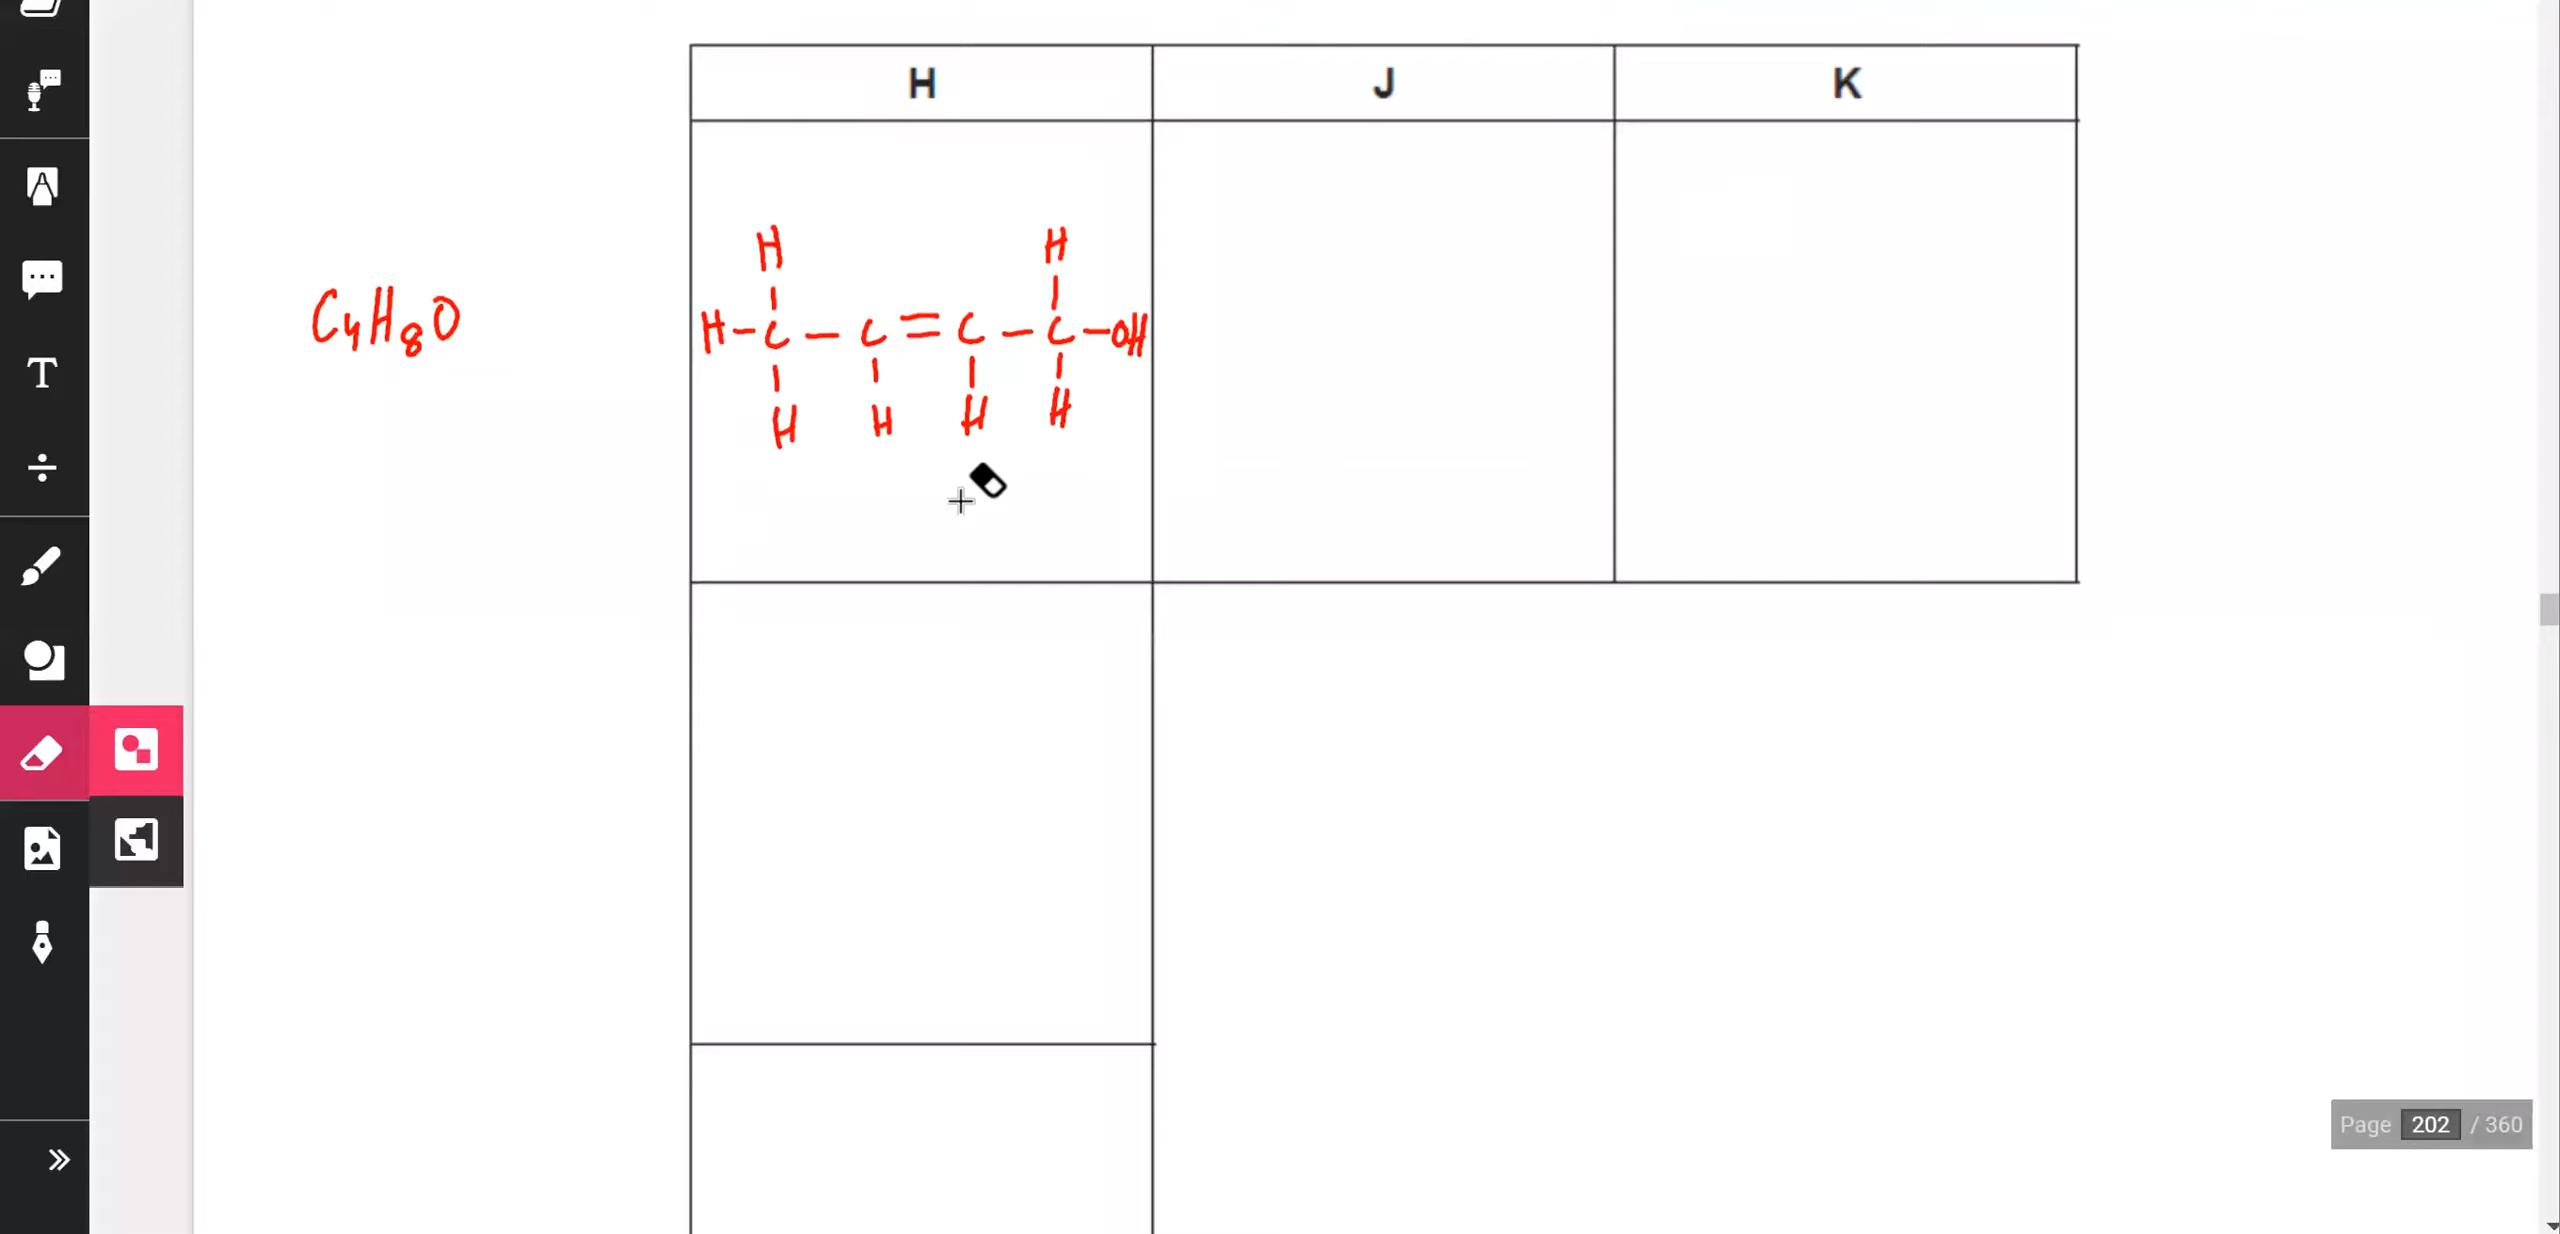 H J K
C4H8O
H H
H-C-C=C-C-OH
H H H H
Page 202 / 360